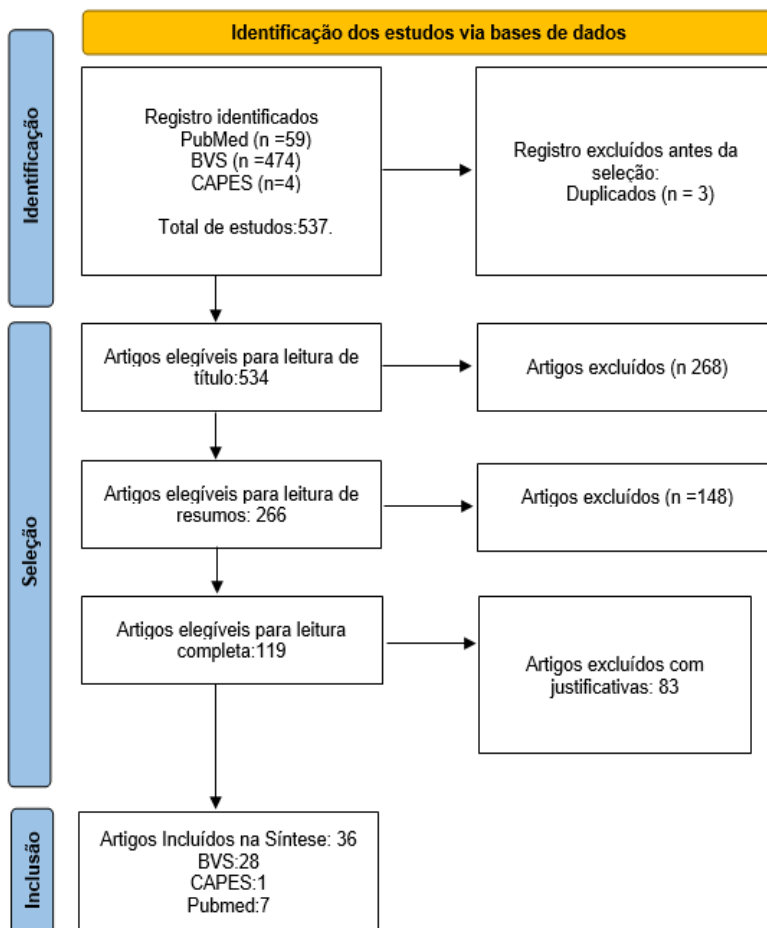 Identificação dos estudos via bases de dados
Identificação
Registro identificados
PubMed (n =59)
BVS (n =474)
CAPES (n=4)
Total de estudos:537.
Registro excluídos antes da
seleção:
Duplicados (n = 3)
Seleção
Artigos elegíveis para leitura de
título:534
Artigos excluídos (n 268)
Artigos elegíveis para leitura de
resumos: 266
Artigos excluídos (n =148)
Artigos elegíveis para leitura
completa:119
Artigos excluídos com
justificativas: 83
Inclusão
Artigos Incluídos na Síntese: 36
BVS:28
CAPES:1
Pubmed:7